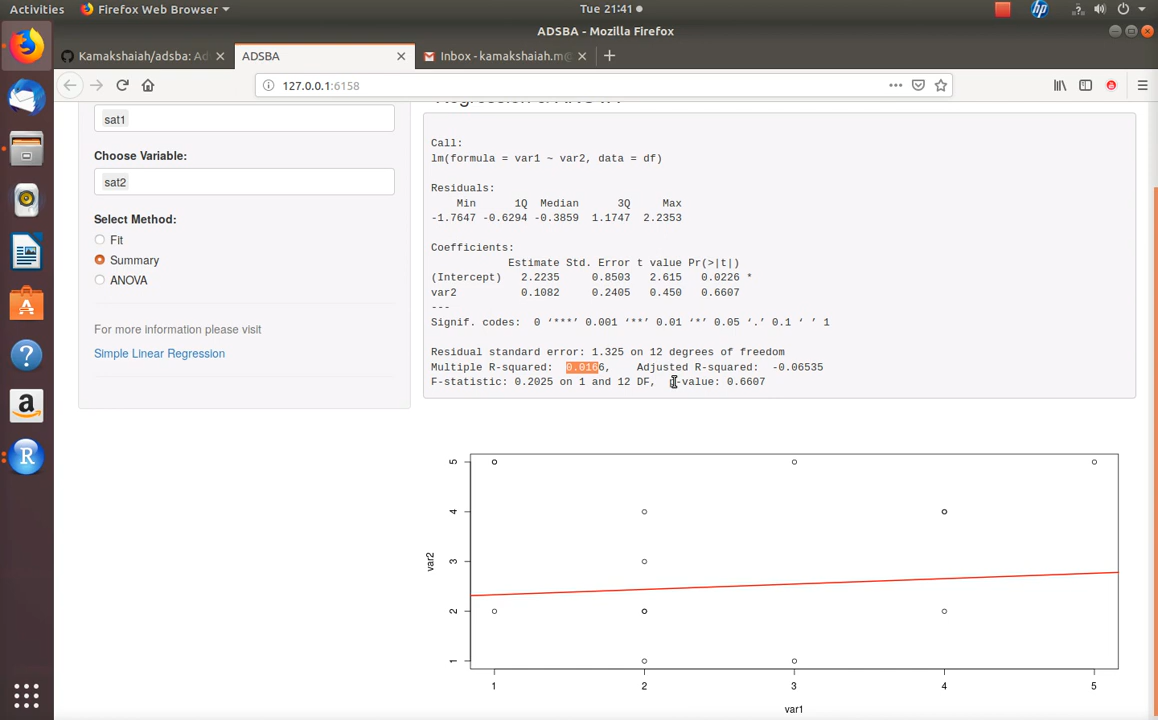 Activities Firefox Web Browser Tue 21:41
ADSBA - Mozilla Firefox
Kamakshaiah/adsba: Ad ADSBA Inbox - kamakshaiah.m@
127.0.0.1:6158
sat1
Choose Variable:
sat2
Select Method:
Fit
Summary
ANOVA
For more information please visit
Simple Linear Regression
Call:
lm(formula = var1 ~ var2, data = df)
Residuals:
Min 1Q Median 3Q Max
-1.7647 -0.6294 -0.3859 1.1747 2.2353
Coefficients:
Estimate Std. Error t value Pr(>|t|)
(Intercept) 2.2235 0.8503 2.615 0.0226 *
var2 0.1082 0.2405 0.450 0.6607
---
Signif. codes: 0 ‘***’ 0.001 ‘**’ 0.01 ‘*’ 0.05 ‘.’ 0.1 ‘ ’ 1
Residual standard error: 1.325 on 12 degrees of freedom
Multiple R-squared: 0.0166, Adjusted R-squared: -0.06535
F-statistic: 0.2025 on 1 and 12 DF, p-value: 0.6607
5
4
3
2
1
var2
1 2 3 4 5
var1